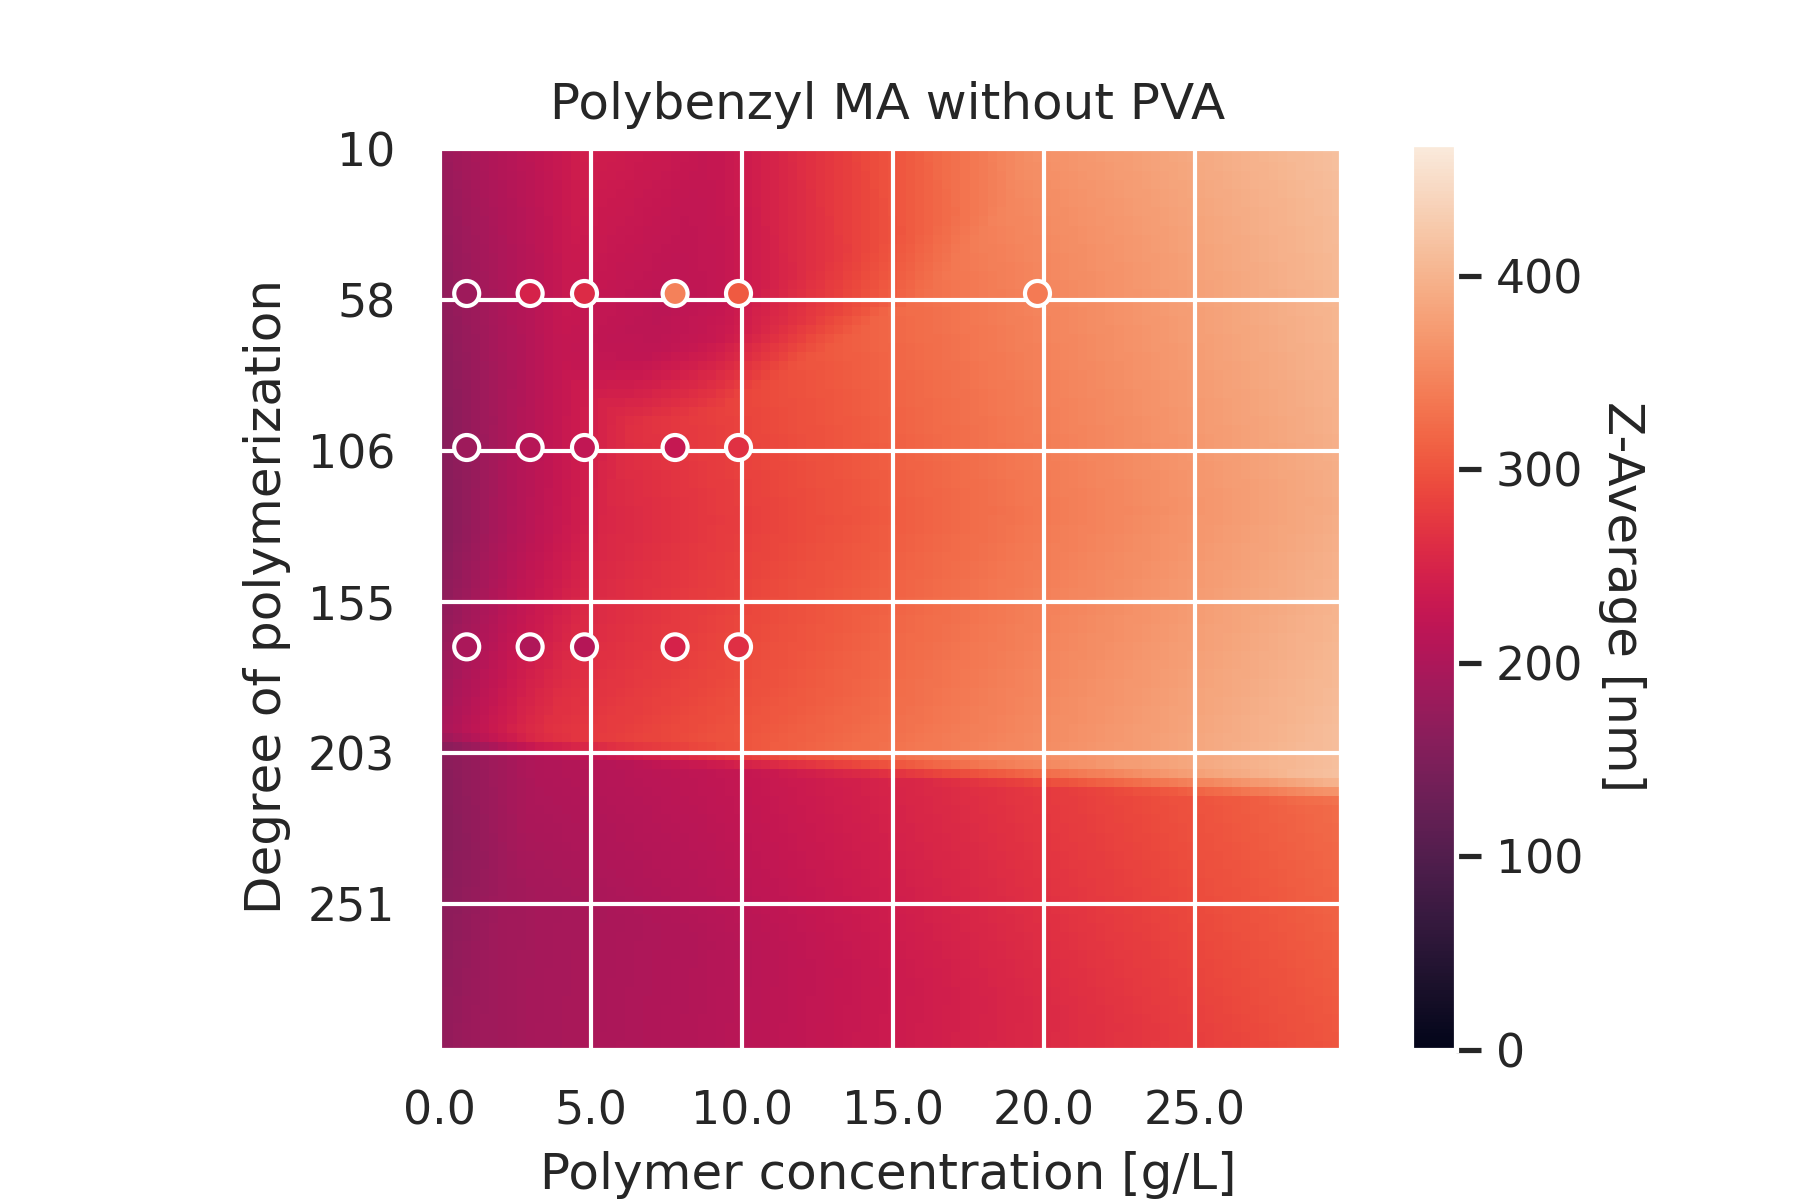 Polybenzyl MA without PVA
10
58
106
155
203
251
Degree of polymerization
0.0 5.0 10.0 15.0 20.0 25.0
Polymer concentration [g/L]
400
300
200
100
0
Z-Average [nm]